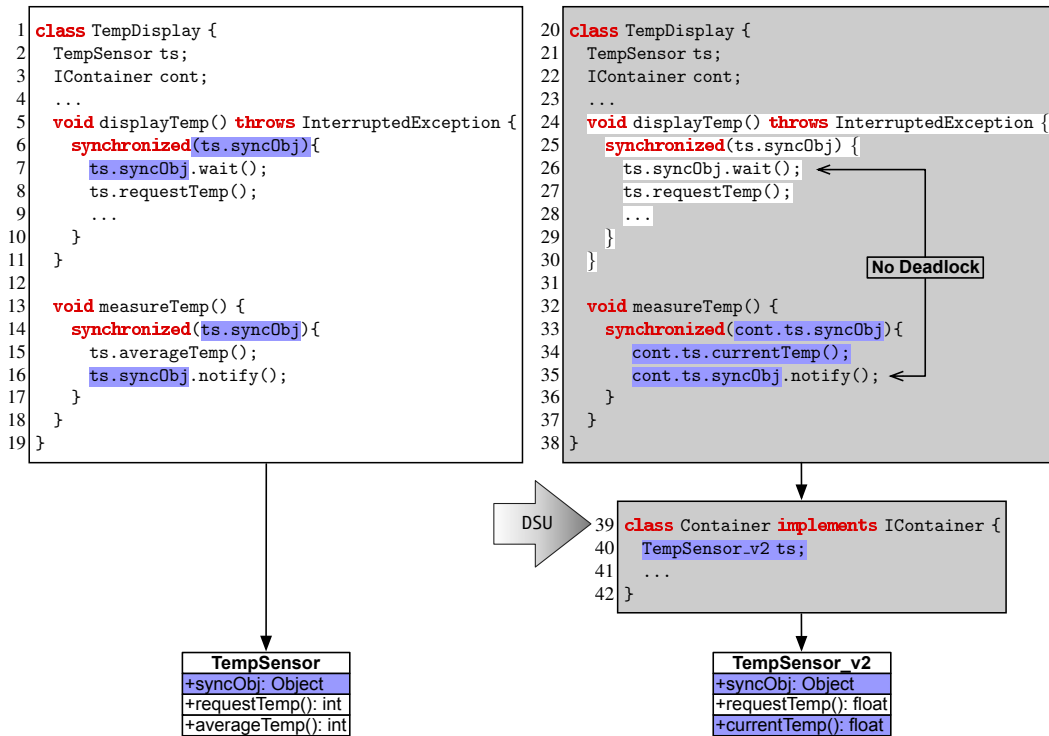 1 class TempDisplay {
2 TempSensor ts;
3 IContainer cont;
4 ...
5 void displayTemp() throws InterruptedException {
6 synchronized(ts.syncObj){
7 ts.syncObj.wait();
8 ts.requestTemp();
9 ...
10 }
11 }
12
13 void measureTemp() {
14 synchronized(ts.syncObj){
15 ts.averageTemp();
16 ts.syncObj.notify();
17 }
18 }
19 }
20 class TempDisplay {
21 TempSensor ts;
22 IContainer cont;
23 ...
24 void displayTemp() throws InterruptedException {
25 synchronized(ts.syncObj) {
26 ts.syncObj.wait();
27 ts.requestTemp();
28 ...
29 }
30 }
No Deadlock
31
32 void measureTemp() {
33 synchronized(cont.ts.syncObj){
34 cont.ts.currentTemp();
35 cont.ts.syncObj.notify();
36 }
37 }
38 }
DSU
39 class Container implements IContainer {
40 TempSensor_v2 ts;
41 ...
42 }
TempSensor
+syncObj: Object
+requestTemp(): int
+averageTemp(): int
TempSensor_v2
+syncObj: Object
+requestTemp(): float
+currentTemp(): float